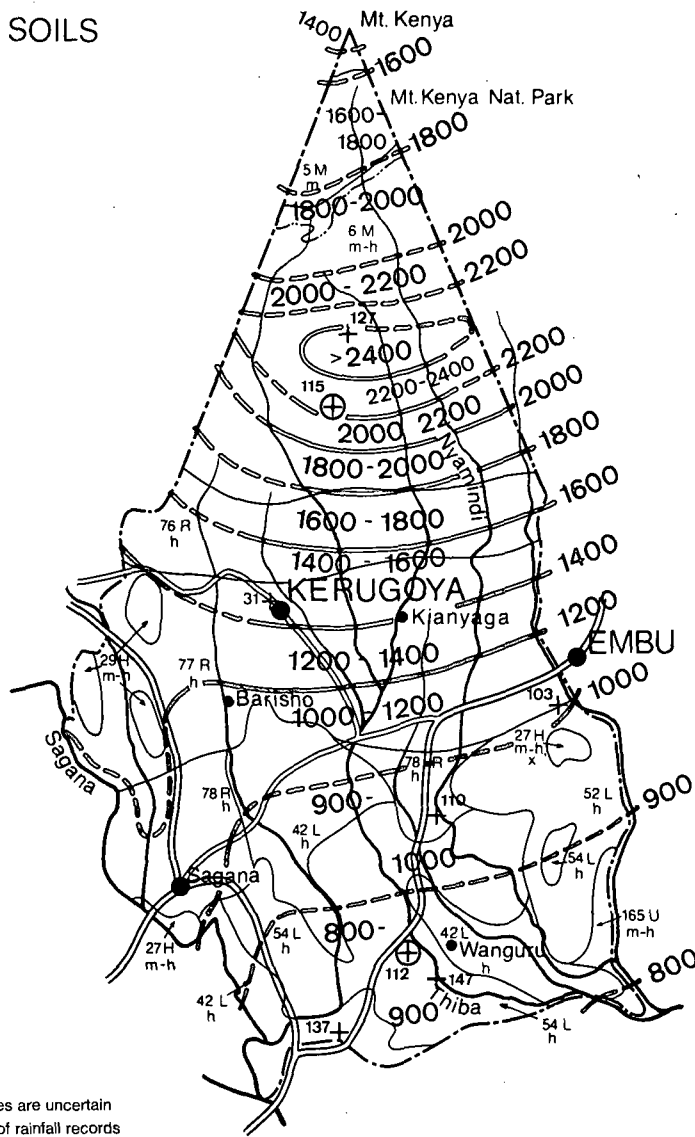 SOILS
1400
Mt. Kenya
1600
Mt. Kenya Nat. Park
1600-
1800
1800
5 M
m
1800-2000
6 M
m-h
2000
2000 - 2200
2200
127
>2400
2200-2400
2200
115
2000
2200
2000
Nyamindi
1800-2000
1800
1600 - 1800
1600
76 R
h
1400 - 1600
1400
KERUGOYA
31
Kianyaga
1200
EMBU
29 H
m-h
77 R
h
1200 - 1400
Barisho
1000 - 1200
103
1000
Sagana
27 H
m-h,
x
78 R
h
78 R
h
900-
1000
110
42 L
h
52 L
h
900
54 L
h
Sagana
27 H
m-h
54 L
h
800-
900
42 L
h
Wanguru
165 U
m-h
112
147
Thiba
800
42 L
h
137
54 L
h
es are uncertain
of rainfall records